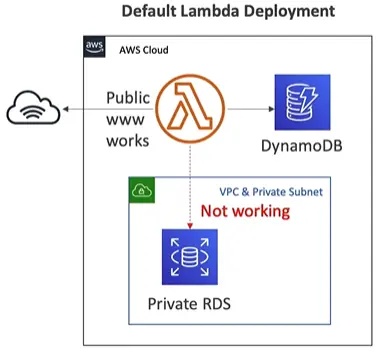 Default Lambda Deployment
aws
AWS Cloud
Public
www
works
DynamoDB
VPC & Private Subnet
Not working
Private RDS